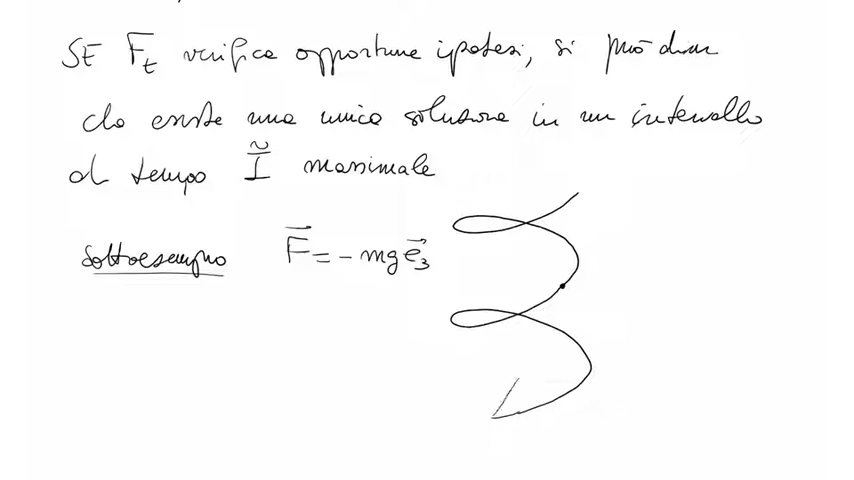 SE F_t verifica opportune ipotesi, si può dire
che esiste una unica soluzione in un intervallo
di tempo Ĩ massimale
Sottoesempio F⃗ = - mg e⃗₃